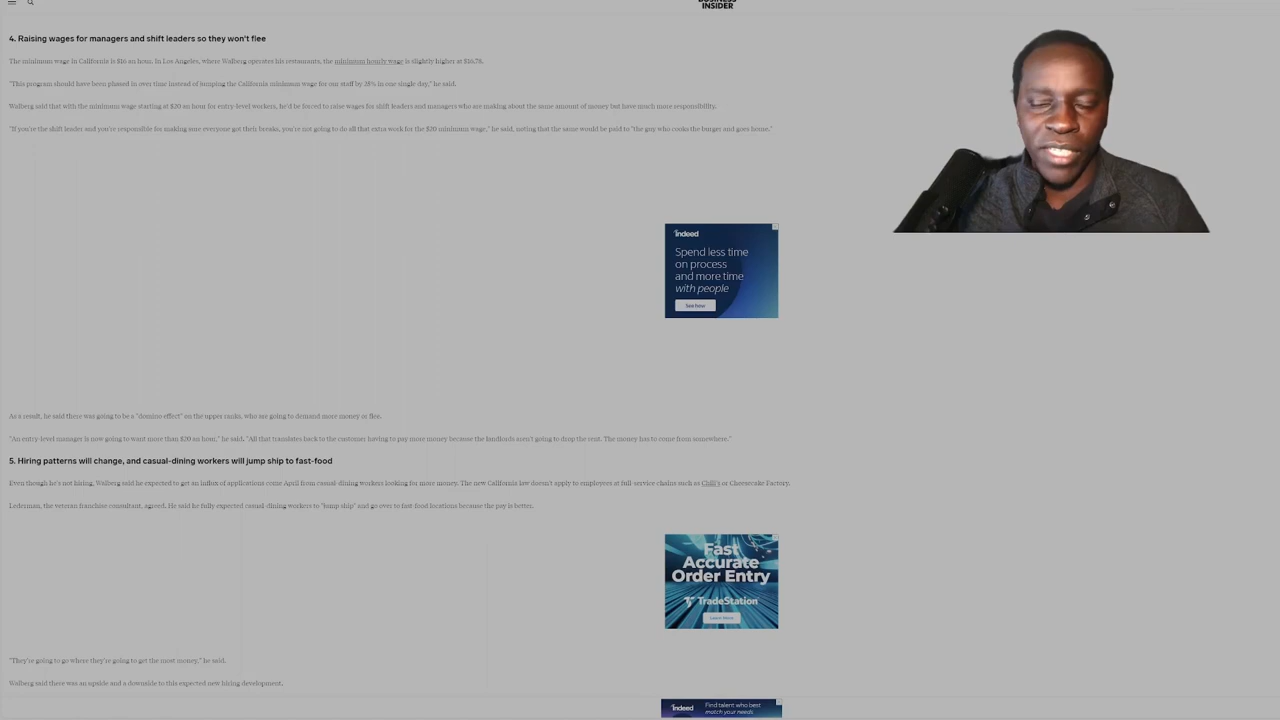 BUSINESS
INSIDER
4. Raising wages for managers and shift leaders so they won't flee
The minimum wage in California is $16 an hour. In Los Angeles, where Walberg operates his restaurants, the minimum hourly wage is slightly higher at $16.78.
"This program should have been phased in over time instead of jumping the California minimum wage for our staff by 28% in one single day," he said.
Walberg said that with the minimum wage starting at $20 an hour for entry-level workers, he'd be forced to raise wages for shift leaders and managers who are making about the same amount of money but have much more responsibility.
"If you're the shift leader and you're responsible for making sure everyone got their breaks, you're not going to do all that extra work for the $20 minimum wage," he said, noting that the same would be paid to "the guy who cooks the burger and goes home."
indeed
Spend less time
on process
and more time
with people
See how
As a result, he said there was going to be a "domino effect" on the upper ranks, who are going to demand more money or flee.
"An entry-level manager is now going to want more than $20 an hour," he said. "All that translates back to the customer having to pay more money because the landlords aren't going to drop the rent. The money has to come from somewhere."
5. Hiring patterns will change, and casual-dining workers will jump ship to fast-food
Even though he's not hiring, Walberg said he expected to get an influx of applications come April from casual-dining workers looking for more money. The new California law doesn't apply to employees at full-service chains such as Chili's or Cheesecake Factory.
Lederman, the veteran franchise consultant, agreed. He said he fully expected casual-dining workers to "jump ship" and go over to fast-food locations because the pay is better.
Fast
Accurate
Order Entry
TradeStation
Learn More
"They're going to go where they're going to get the most money," he said.
Walberg said there was an upside and a downside to this expected new hiring development.
indeed
Find talent who best
match your needs